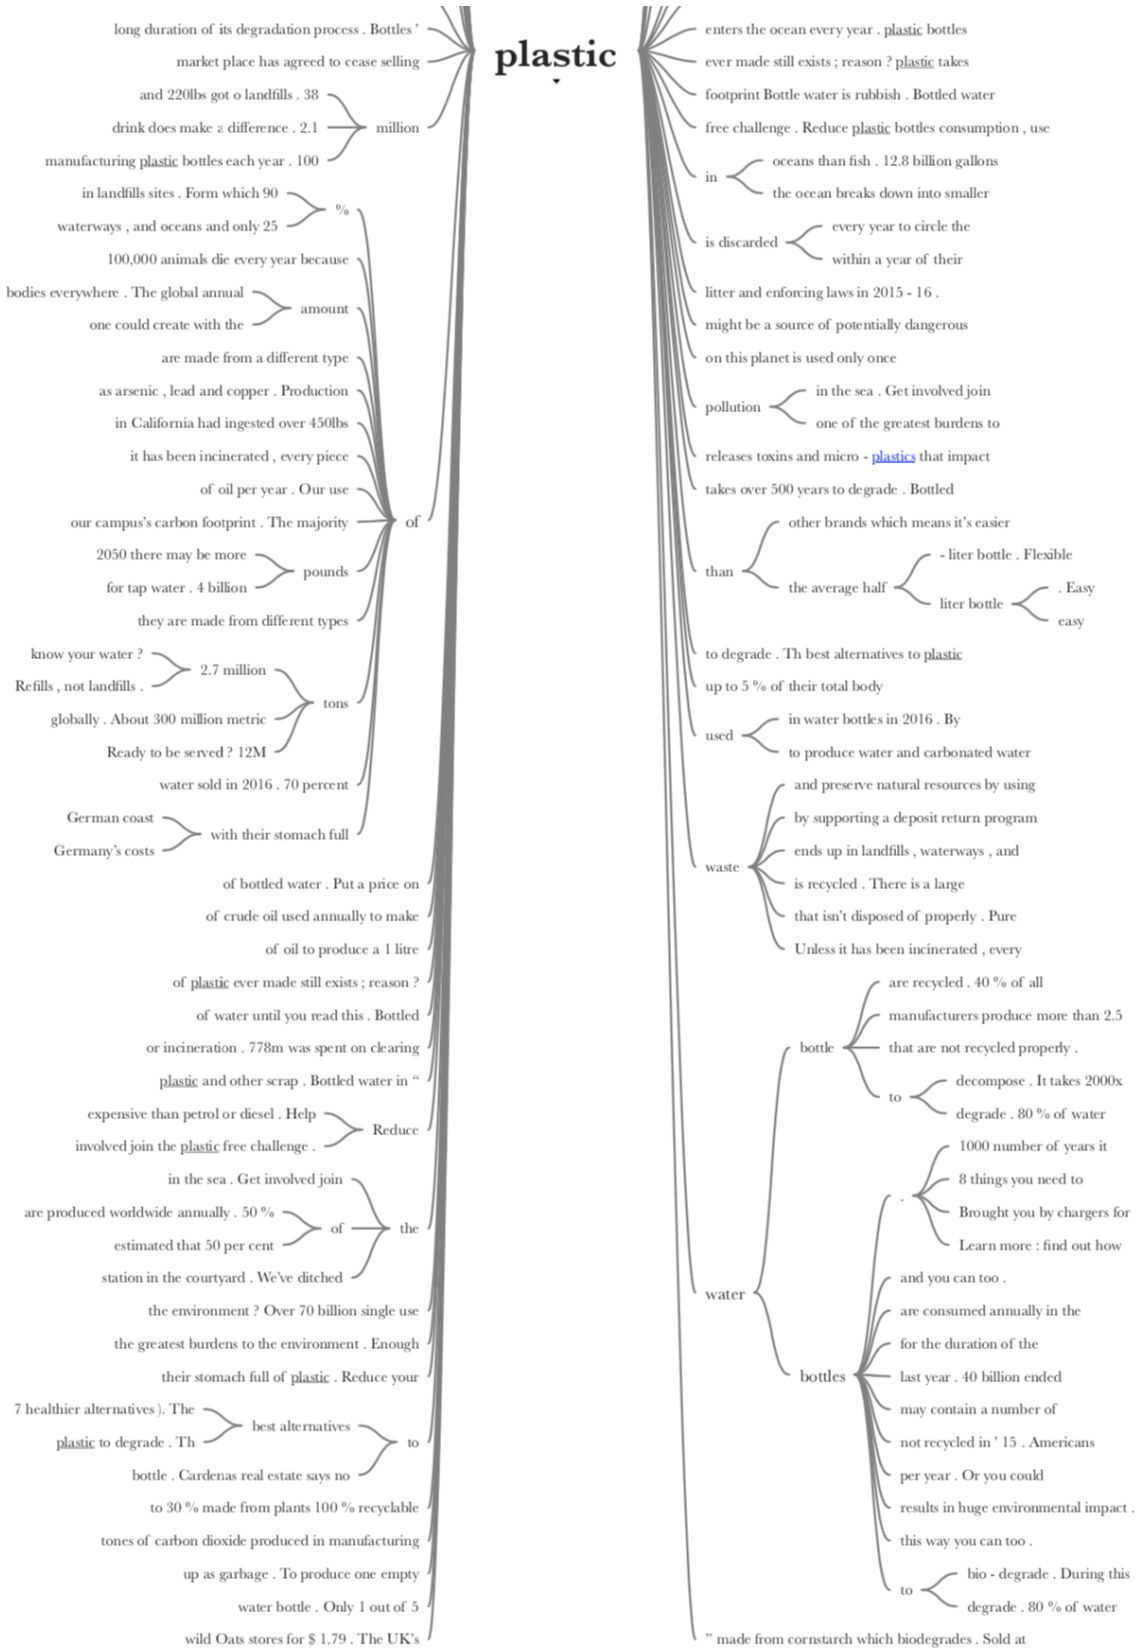 long duration of its degradation process . Bottles '
market place has agreed to cease selling
and 220lbs got o landfills . 38
drink does make a difference . 2.1
manufacturing plastic bottles each year . 100
million
in landfills sites . Form which 90
waterways , and oceans and only 25
%
100,000 animals die every year because
bodies everywhere . The global annual
one could create with the
amount
are made from a different type
as arsenic , lead and copper . Production
in California had ingested over 450lbs
it has been incinerated , every piece
of oil per year . Our use
our campus's carbon footprint . The majority
of
2050 there may be more
for tap water . 4 billion
pounds
they are made from different types
know your water ?
Refills , not landfills .
2.7 million
globally . About 300 million metric
tons
Ready to be served ? 12M
water sold in 2016 . 70 percent
German coast
Germany's costs
with their stomach full
of bottled water . Put a price on
of crude oil used annually to make
of oil to produce a 1 litre
of plastic ever made still exists ; reason ?
of water until you read this . Bottled
or incineration . 778m was spent on clearing
plastic and other scrap . Bottled water in “
expensive than petrol or diesel . Help
involved join the plastic free challenge .
Reduce
in the sea . Get involved join
are produced worldwide annually . 50 %
estimated that 50 per cent
of
the
station in the courtyard . We've ditched
the environment ? Over 70 billion single use
the greatest burdens to the environment . Enough
their stomach full of plastic . Reduce your
7 healthier alternatives ). The
plastic to degrade . Th
best alternatives
to
bottle . Cardenas real estate says no
to 30 % made from plants 100 % recyclable
tones of carbon dioxide produced in manufacturing
up as garbage . To produce one empty
water bottle . Only 1 out of 5
wild Oats stores for $ 1.79 . The UK's
plastic
enters the ocean every year . plastic bottles
ever made still exists ; reason ? plastic takes
footprint Bottle water is rubbish . Bottled water
free challenge . Reduce plastic bottles consumption , use
in
oceans than fish . 12.8 billion gallons
the ocean breaks down into smaller
is discarded
every year to circle the
within a year of their
litter and enforcing laws in 2015 - 16 .
might be a source of potentially dangerous
on this planet is used only once
pollution
in the sea . Get involved join
one of the greatest burdens to
releases toxins and micro - plastics that impact
takes over 500 years to degrade . Bottled
than
other brands which means it's easier
the average half
- liter bottle . Flexible
liter bottle
. Easy
easy
to degrade . Th best alternatives to plastic
up to 5 % of their total body
used
in water bottles in 2016 . By
to produce water and carbonated water
waste
and preserve natural resources by using
by supporting a deposit return program
ends up in landfills , waterways , and
is recycled . There is a large
that isn't disposed of properly . Pure
Unless it has been incinerated , every
water
bottle
are recycled . 40 % of all
manufacturers produce more than 2.5
that are not recycled properly .
to
decompose . It takes 2000x
degrade . 80 % of water
bottles
.
1000 number of years it
8 things you need to
Brought you by chargers for
Learn more : find out how
and you can too .
are consumed annually in the
for the duration of the
last year . 40 billion ended
may contain a number of
not recycled in ' 15 . Americans
per year . Or you could
results in huge environmental impact .
this way you can too .
to
bio - degrade . During this
degrade . 80 % of water
” made from cornstarch which biodegrades . Sold at